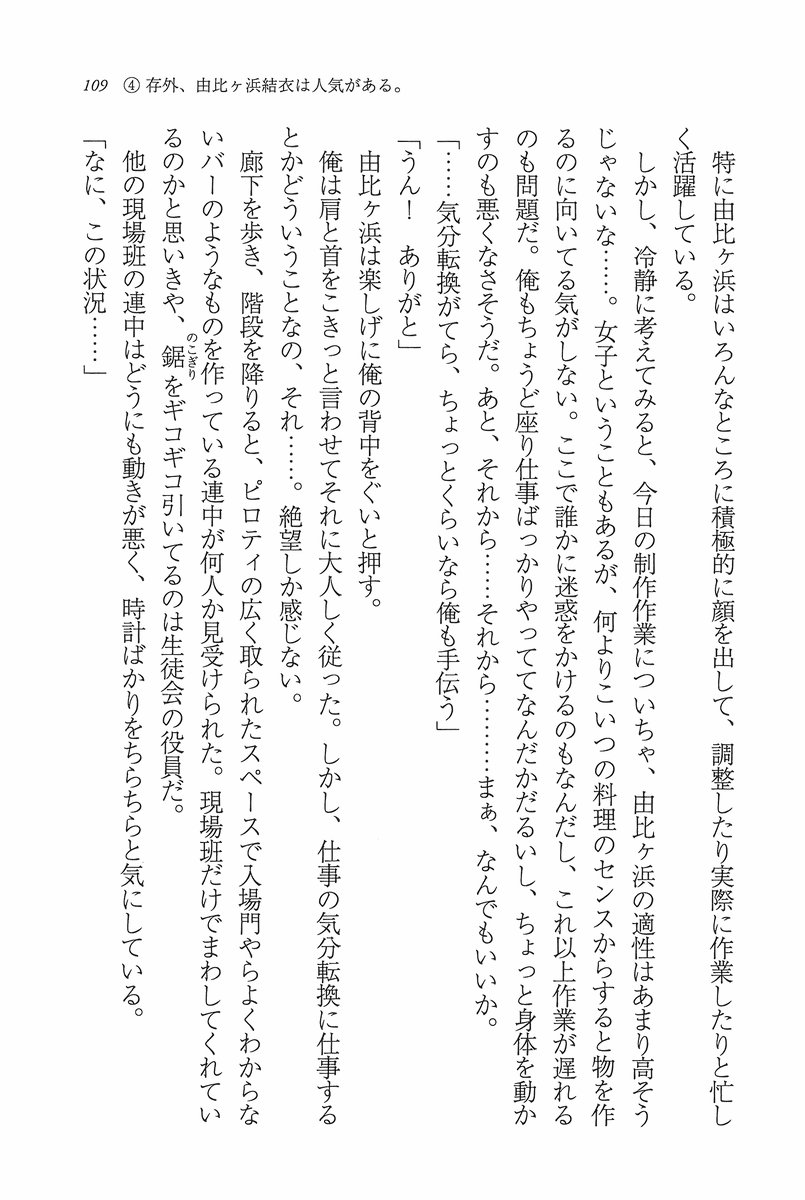 109 ④ 存外、由比ヶ浜結衣は人気がある。
特に由比ヶ浜はいろんなところに積極的に顔を出して、調整したり実際に作業したりと忙し
く活躍している。
しかし、冷静に考えてみると、今日の制作作業についちゃ、由比ヶ浜の適性はあまり高そう
じゃないな……。女子ということもあるが、何よりこいつの料理のセンスからすると物を作
るのに向いてる気がしない。ここで誰かに迷惑をかけるのもなんだし、これ以上作業が遅れる
のも問題だ。俺もちょうど座り仕事ばっかりやっててなんだかだるいし、ちょっと身体を動か
すのも悪くなさそうだ。あと、それから……それから………まぁ、なんでもいいか。
「……気分転換がてら、ちょっとくらいなら俺も手伝う」
「うん！　ありがと」
由比ヶ浜は楽しげに俺の背中をぐいと押す。
俺は肩と首をこきっと言わせてそれに大人しく従った。しかし、仕事の気分転換に仕事する
とかどういうことなの、それ……。絶望しか感じない。
廊下を歩き、階段を降りると、ピロティの広く取られたスペースで入場門やらよくわからな
いバーのようなものを作っている連中が何人か見受けられた。現場班だけでまわしてくれてい
るのかと思いきや、鋸のこぎりをギコギコ引いてるのは生徒会の役員だ。
他の現場班の連中はどうにも動きが悪く、時計ばかりをちらちらと気にしている。
「なに、この状況……」